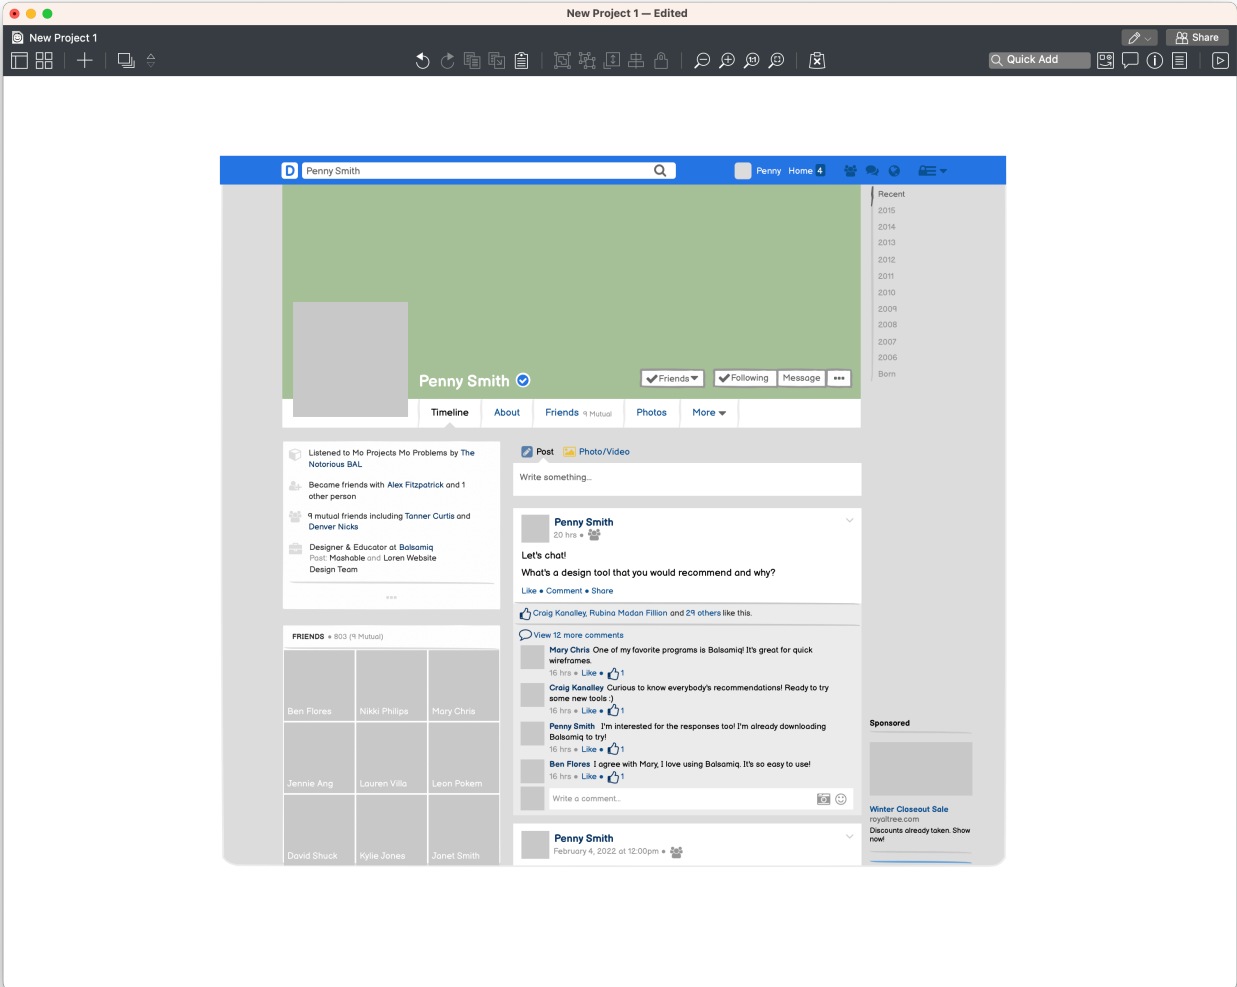 New Project 1 — Edited
New Project 1
Share
Quick Add
1:1
D
Penny Smith
Penny
Home 4
Recent
2015
2014
2013
2012
2011
2010
2009
2008
2007
2006
Born
Penny Smith
Friends
Following
Message
•••
Timeline
About
Friends 9 Mutual
Photos
More
Listened to Mo Projects Mo Problems by The
Notorious BAL
Became friends with Alex Fitzpatrick and 1
other person
9 mutual friends including Tanner Curtis and
Denver Nicks
Designer & Educator at Balsamiq
Past: Mashable and Loren Website
Design Team
•••
FRIENDS • 803 (9 Mutual)
Ben Flores
Nikki Philips
Mary Chris
Jennie Ang
Lauren Villa
Leon Pokem
David Shuck
Kylie Jones
Janet Smith
Post
Photo/Video
Write something...
Penny Smith
20 hrs •
Let's chat!
What's a design tool that you would recommend and why?
Like • Comment • Share
Craig Kanalley, Rubina Madan Fillion and 29 others like this.
View 12 more comments
Mary Chris One of my favorite programs is Balsamiq! It's great for quick
wireframes.
16 hrs • Like • 1
Craig Kanalley Curious to know everybody's recommendations! Ready to try
some new tools :)
16 hrs • Like • 1
Penny Smith I'm interested for the responses too! I'm already downloading
Balsamiq to try!
16 hrs • Like • 1
Ben Flores I agree with Mary, I love using Balsamiq. It's so easy to use!
16 hrs • Like • 1
Write a comment...
Penny Smith
February 4, 2022 at 12:00pm •
Sponsored
Winter Closeout Sale
royaltree.com
Discounts already taken. Show
now!